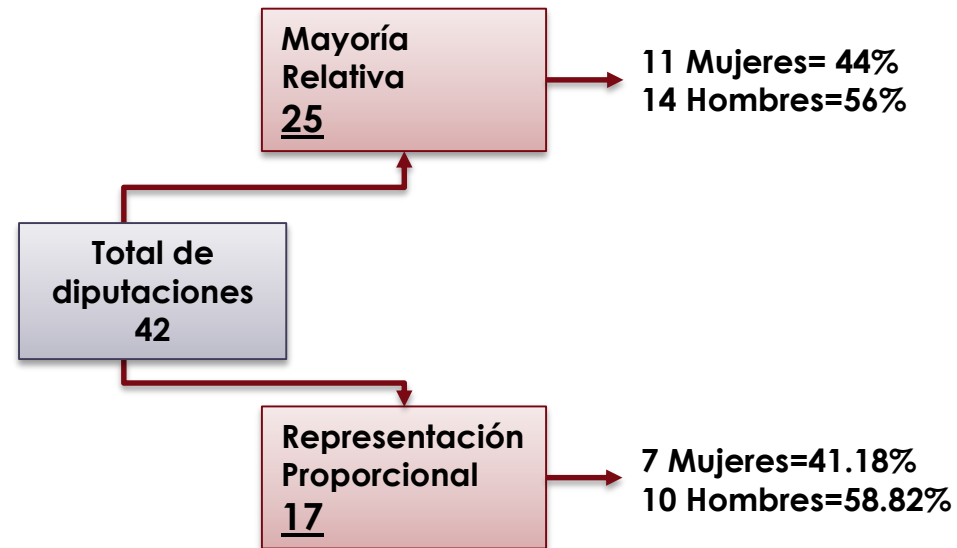 Mayoría
Relativa
25
11 Mujeres= 44%
14 Hombres=56%
Total de
diputaciones
42
Representación
Proporcional
17
7 Mujeres=41.18%
10 Hombres=58.82%